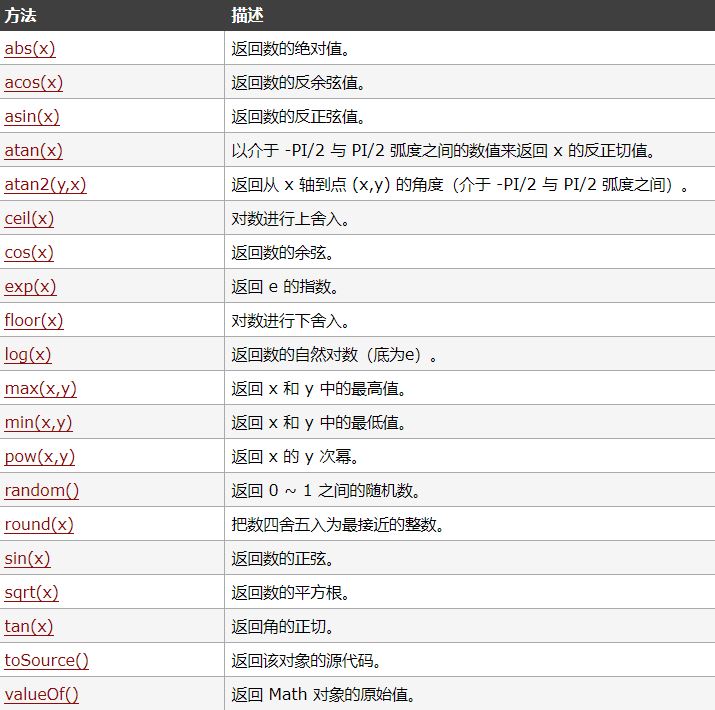 方法 描述
abs(x) 返回数的绝对值。
acos(x) 返回数的反余弦值。
asin(x) 返回数的反正弦值。
atan(x) 以介于 -PI/2 与 PI/2 弧度之间的数值来返回 x 的反正切值。
atan2(y,x) 返回从 x 轴到点 (x,y) 的角度（介于 -PI/2 与 PI/2 弧度之间）。
ceil(x) 对数进行上舍入。
cos(x) 返回数的余弦。
exp(x) 返回 e 的指数。
floor(x) 对数进行下舍入。
log(x) 返回数的自然对数（底为e）。
max(x,y) 返回 x 和 y 中的最高值。
min(x,y) 返回 x 和 y 中的最低值。
pow(x,y) 返回 x 的 y 次幂。
random() 返回 0 ~ 1 之间的随机数。
round(x) 把数四舍五入为最接近的整数。
sin(x) 返回数的正弦。
sqrt(x) 返回数的平方根。
tan(x) 返回角的正切。
toSource() 返回该对象的源代码。
valueOf() 返回 Math 对象的原始值。